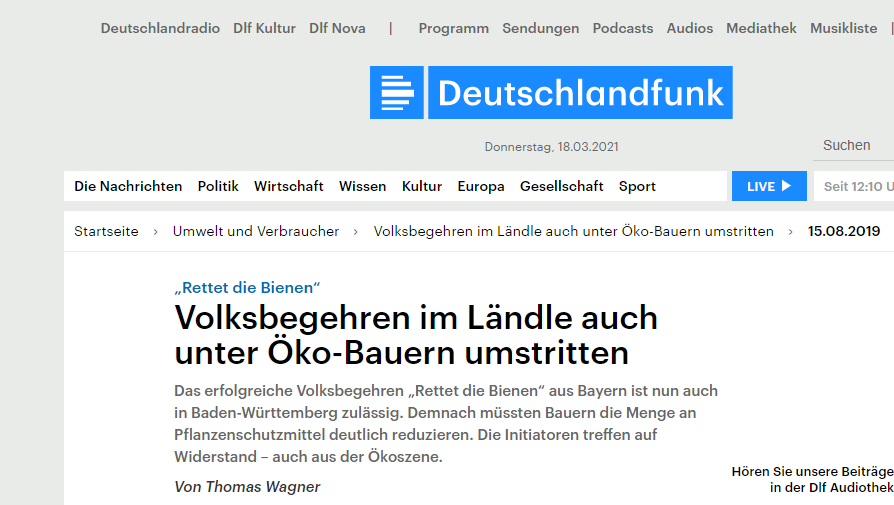 Deutschlandradio Dlf Kultur Dlf Nova | Programm Sendungen Podcasts Audios Mediathek Musikliste
Deutschlandfunk
Donnerstag, 18.03.2021
Suchen
Die Nachrichten Politik Wirtschaft Wissen Kultur Europa Gesellschaft Sport LIVE Seit 12:10 U
Startseite › Umwelt und Verbraucher › Volksbegehren im Ländle auch unter Öko-Bauern umstritten › 15.08.2019
„Rettet die Bienen“
Volksbegehren im Ländle auch
unter Öko-Bauern umstritten
Das erfolgreiche Volksbegehren „Rettet die Bienen“ aus Bayern ist nun auch
in Baden-Württemberg zulässig. Demnach müssten Bauern die Menge an
Pflanzenschutzmittel deutlich reduzieren. Die Initiatoren treffen auf
Widerstand – auch aus der Ökoszene.
Von Thomas Wagner
Hören Sie unsere Beiträge
in der Dlf Audiothek